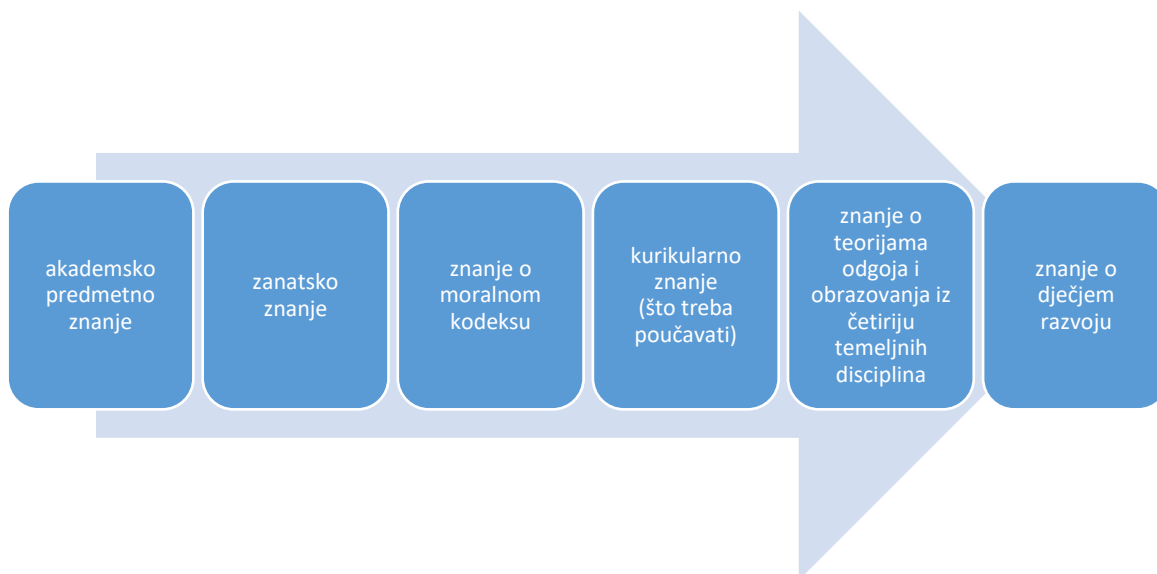 akademsko
predmetno
znanje
zanatsko
znanje
znanje o
moralnom
kodeksu
kurikularno
znanje
(što treba
poučavati)
znanje o
teorijama
odgoja i
obrazovanja iz
četiriju
temeljnih
disciplina
znanje o
dječjem
razvoju